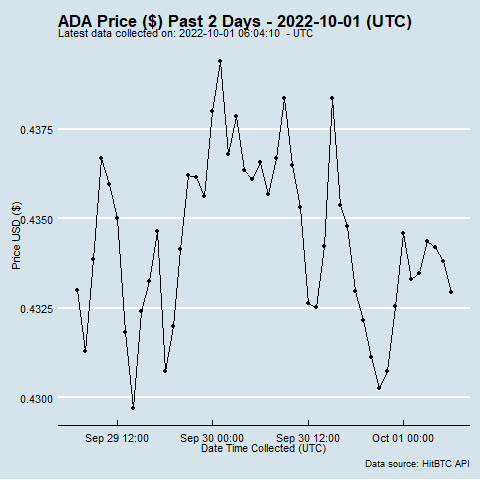 ADA Price ($) Past 2 Days - 2022-10-01 (UTC)
Latest data collected on: 2022-10-01 06:04:10 - UTC
0.4375
0.4350
0.4325
0.4300
Price USD ($)
Sep 29 12:00 Sep 30 00:00 Sep 30 12:00 Oct 01 00:00
Date Time Collected (UTC)
Data source: HitBTC API